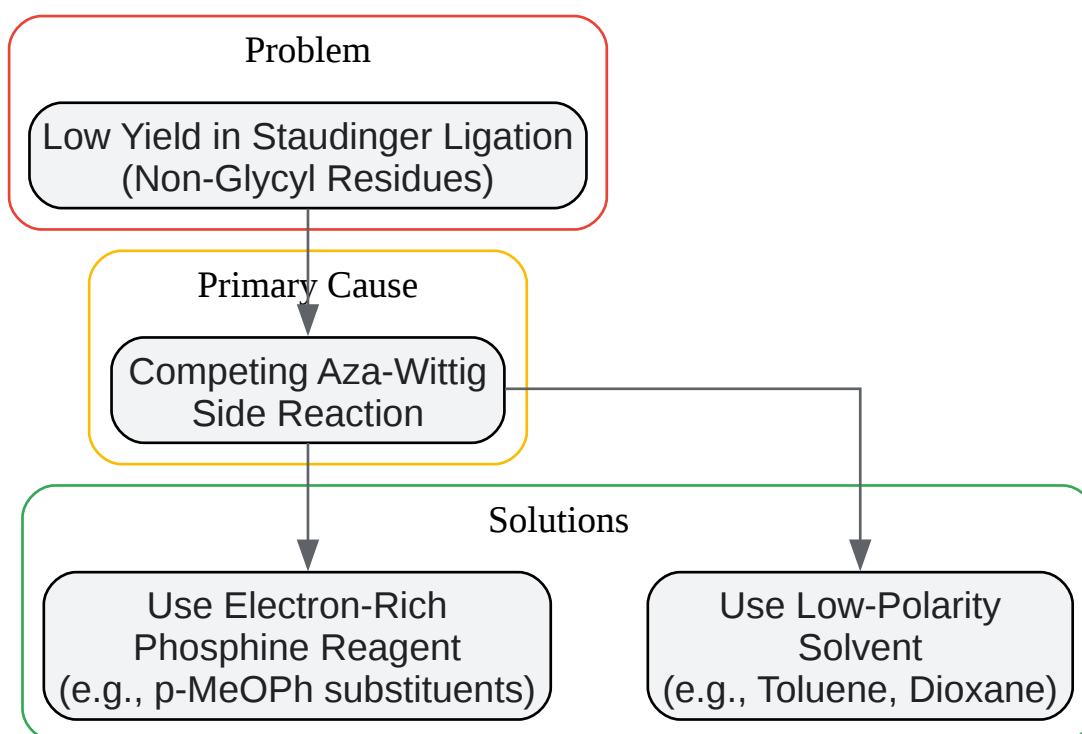 Problem
Low Yield in Staudinger Ligation
(Non-Glycyl Residues)
Primary Cause
Competing Aza-Wittig
Side Reaction
Solutions
Use Electron-Rich
Phosphine Reagent
(e.g., p-MeOPh substituents)
Use Low-Polarity
Solvent
(e.g., Toluene, Dioxane)